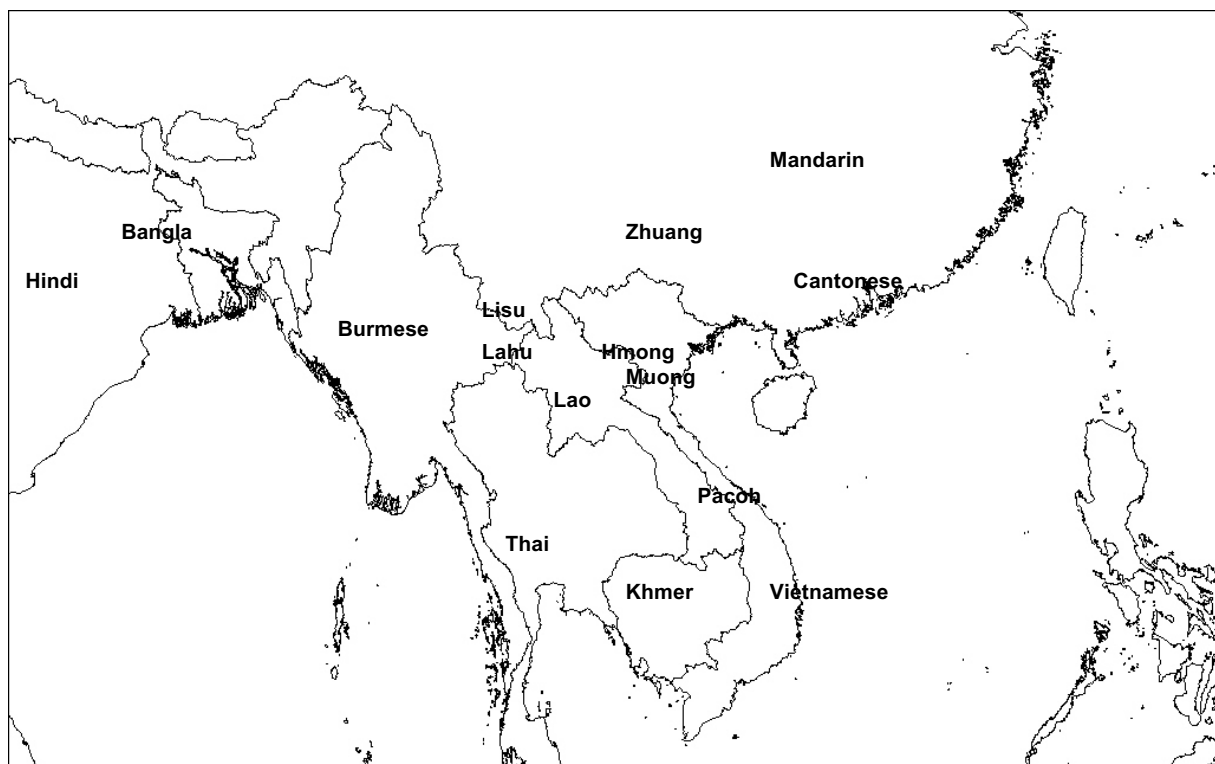 Mandarin
Bangla
Zhuang
Hindi
Cantonese
Lisu
Burmese
Lahu
Hmong
Muong
Lao
Pacoh
Thai
Khmer
Vietnamese